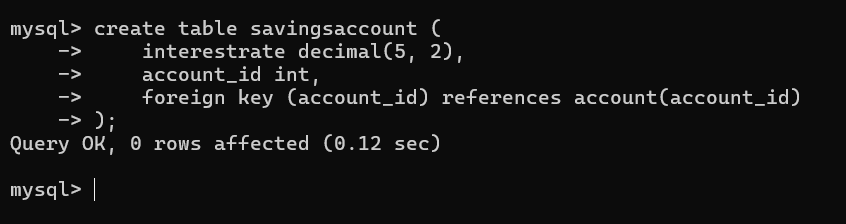 mysql> create table savingsaccount (
    ->     interestrate decimal(5, 2),
    ->     account_id int,
    ->     foreign key (account_id) references account(account_id)
    -> );
Query OK, 0 rows affected (0.12 sec)
mysql>